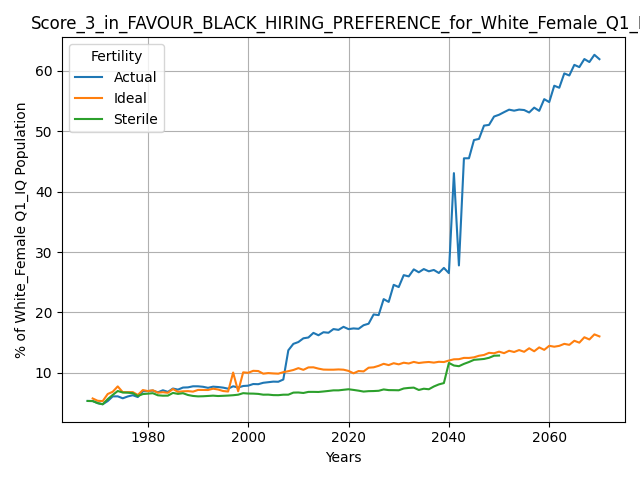 Score_3_in_FAVOUR_BLACK_HIRING_PREFERENCE_for_White_Female_Q1_I
Fertility
Actual
Ideal
Sterile
% of White_Female Q1_IQ Population
60
50
40
30
20
10
1980 2000 2020 2040 2060
Years